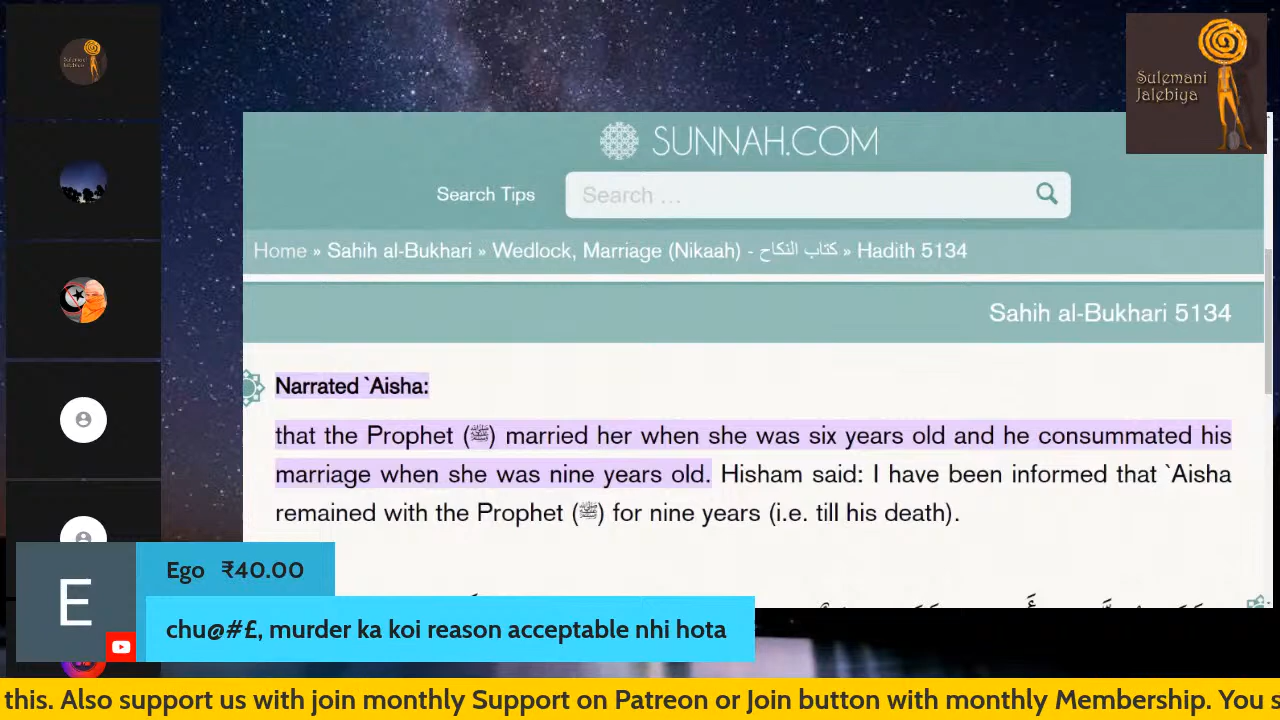 Sulemani
Jalebiya
SUNNAH.COM
Search Tips
Search ...
Home » Sahih al-Bukhari » Wedlock, Marriage (Nikaah) - كتاب النكاح » Hadith 5134
Sahih al-Bukhari 5134
Narrated `Aisha:
that the Prophet (ﷺ) married her when she was six years old and he consummated his
marriage when she was nine years old. Hisham said: I have been informed that `Aisha
remained with the Prophet (ﷺ) for nine years (i.e. till his death).
E
Ego ₹40.00
chu@#£, murder ka koi reason acceptable nhi hota
this. Also support us with join monthly Support on Patreon or Join button with monthly Membership. You s